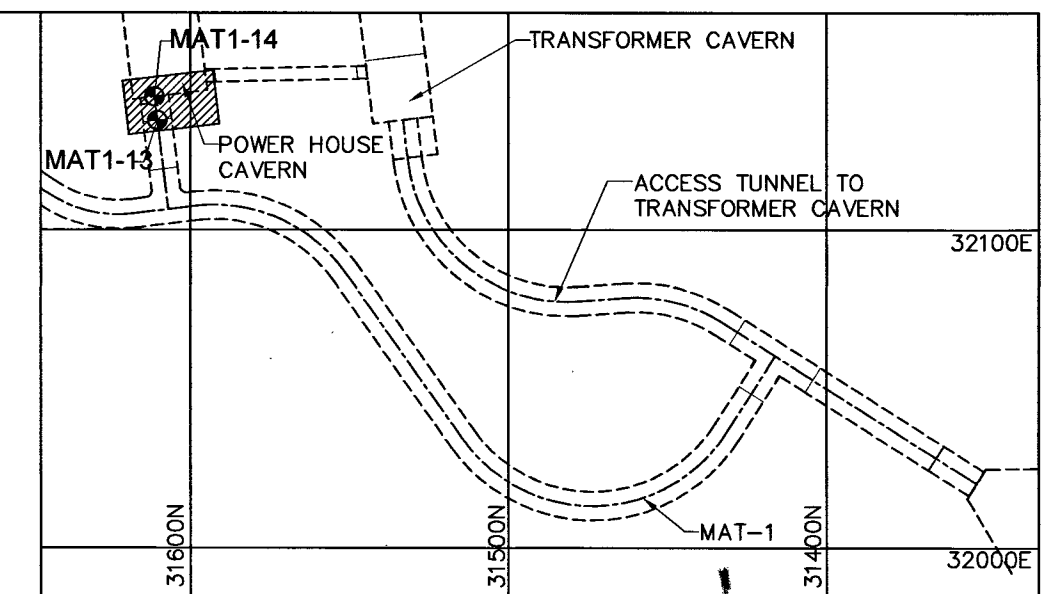 MAT1-14
TRANSFORMER CAVERN
MAT1-13
POWER HOUSE
CAVERN
ACCESS TUNNEL TO
TRANSFORMER CAVERN
32100E
31600N
31500N
31400N
MAT-1
32000E